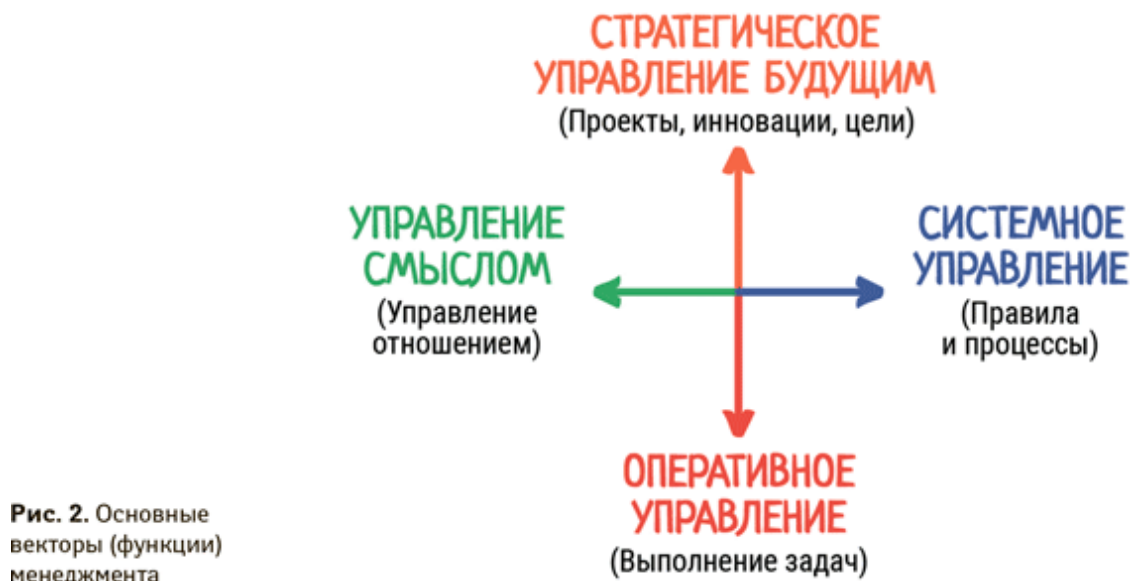 СТРАТЕГИЧЕСКОЕ
УПРАВЛЕНИЕ БУДУЩИМ
(Проекты, инновации, цели)
УПРАВЛЕНИЕ
СМЫСЛОМ
(Управление
отношением)
СИСТЕМНОЕ
УПРАВЛЕНИЕ
(Правила
и процессы)
ОПЕРАТИВНОЕ
УПРАВЛЕНИЕ
(Выполнение задач)
Рис. 2. Основные
векторы (функции)
менеджмента